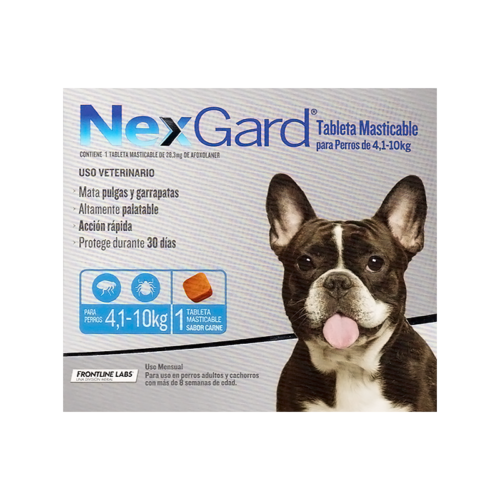 NexGard®
Tableta Masticable
para Perros de 4,1-10kg
CONTIENE 1 TABLETA MASTICABLE DE 28,3mg DE AFOXOLANER
USO VETERINARIO
• Mata pulgas y garrapatas
• Altamente palatable
• Acción rápida
• Protege durante 30 días
PARA PERROS 4,1-10kg
1 TABLETA MASTICABLE SABOR CARNE
FRONTLINE LABS
UNA DIVISIÓN MERIAL
Uso Mensual
Para uso en perros adultos y cachorros
con más de 8 semanas de edad.